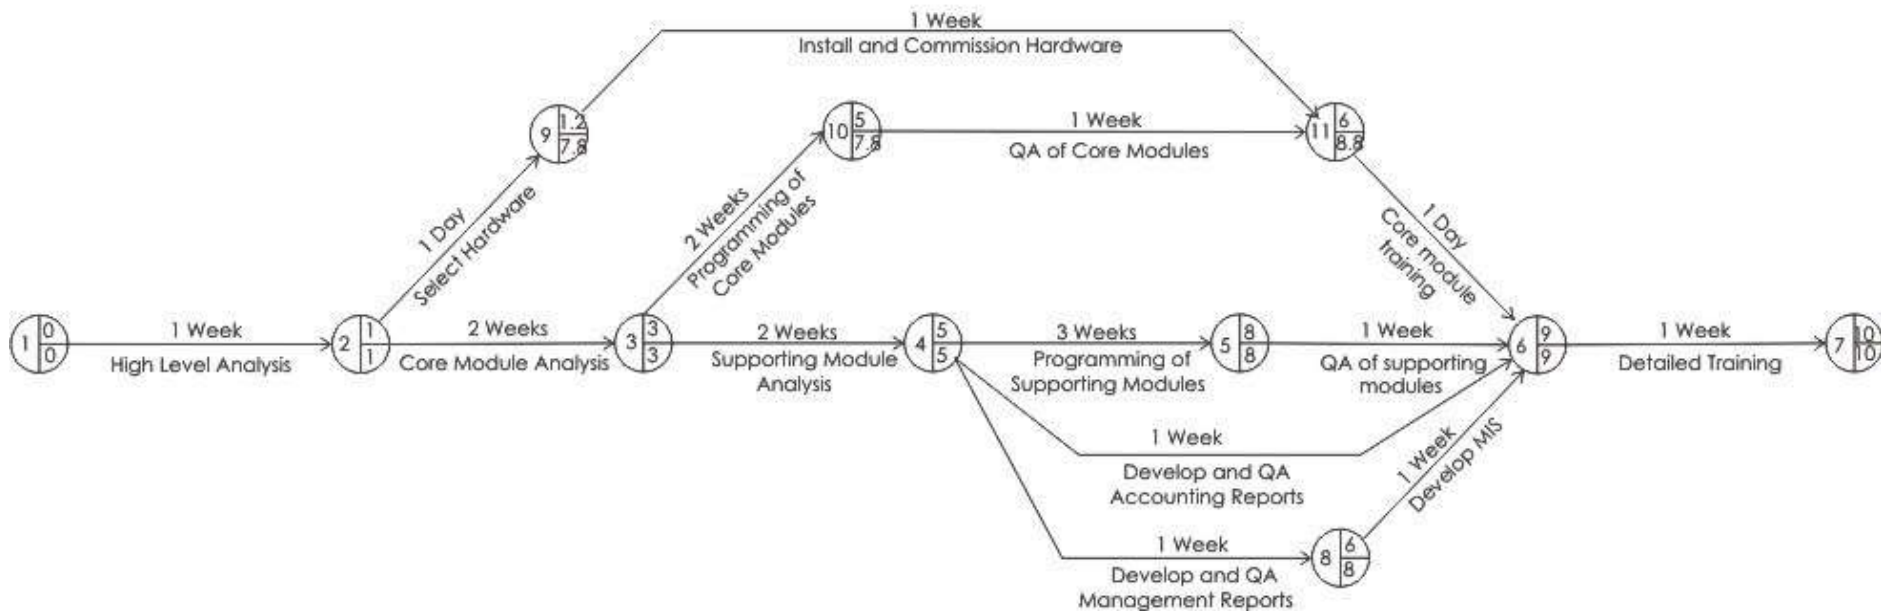 1 Week
Install and Commission Hardware
9
1.2
7.8
10
5
7.8
1 Week
QA of Core Modules
11
6
8.8
1 Day
Select Hardware
2 Weeks
Programming of
Core Modules
1 Day
Core module
training
1
0
0
1 Week
High Level Analysis
2
1
1
2 Weeks
Core Module Analysis
3
3
3
2 Weeks
Supporting Module
Analysis
4
5
5
3 Weeks
Programming of
Supporting Modules
5
8
8
1 Week
QA of supporting
modules
6
9
9
1 Week
Detailed Training
7
10
10
1 Week
Develop and QA
Accounting Reports
1 Week
Develop MIS
1 Week
Develop and QA
Management Reports
8
6
8